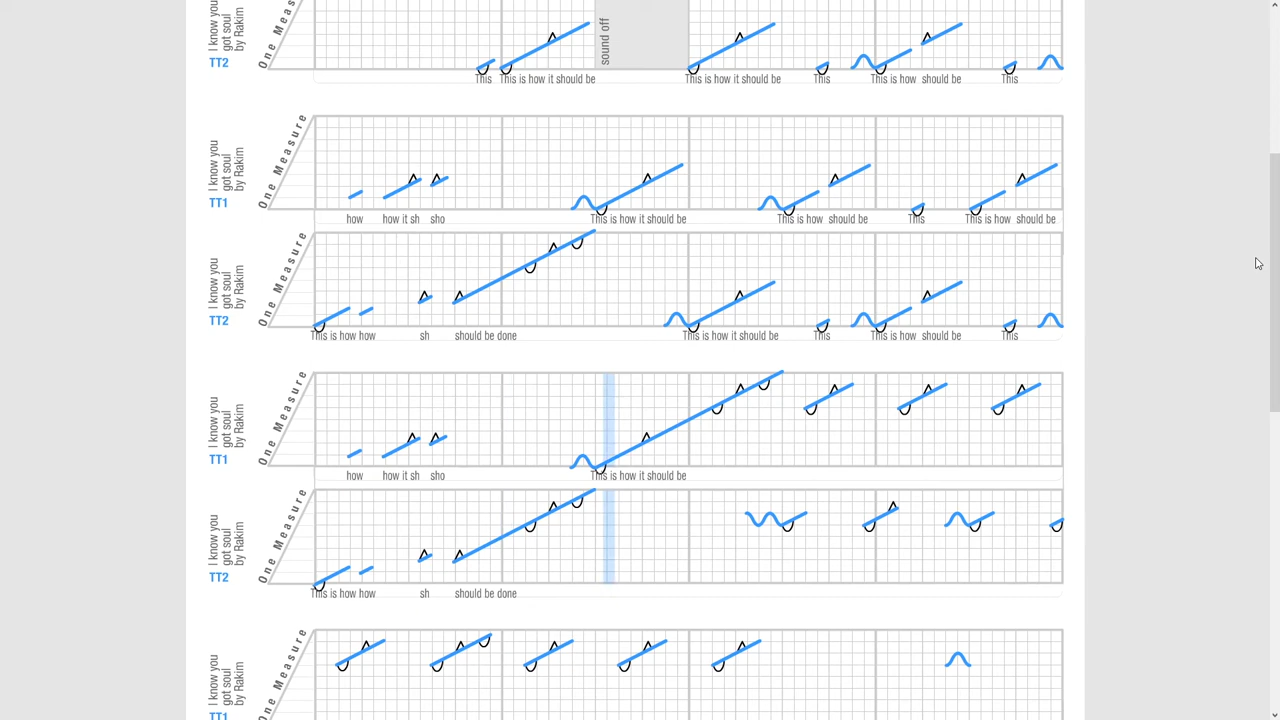 I know you
got soul
by Rakim
TT2
One Meas
sound off
This This is how it should be This is how it should be This This is how should be This
I know you
got soul
by Rakim
TT1
One Measure
how how it sh sho This is how it should be This is how should be This This is how should be
I know you
got soul
by Rakim
TT2
One Measure
This is how how sh should be done This is how it should be This This is how should be This
I know you
got soul
by Rakim
TT1
One Measure
how how it sh sho This is how it should be
I know you
got soul
by Rakim
TT2
One Measure
This is how how sh should be done
I know you
got soul
by Rakim
TT1
One Measure